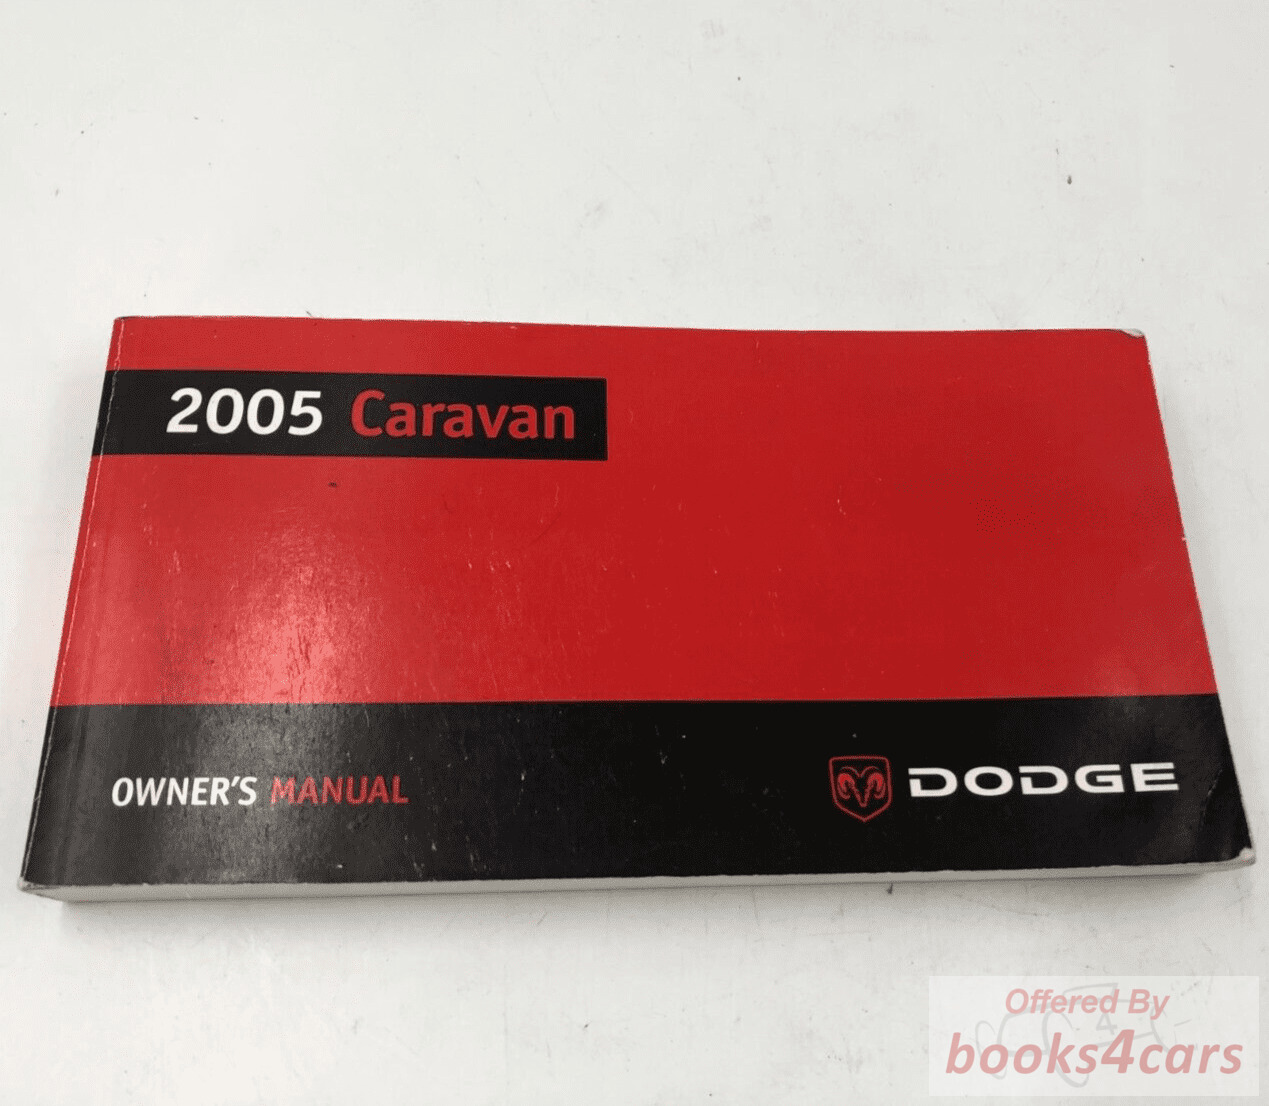 2005 Caravan
OWNER'S MANUAL
DODGE
Offered By
books4cars